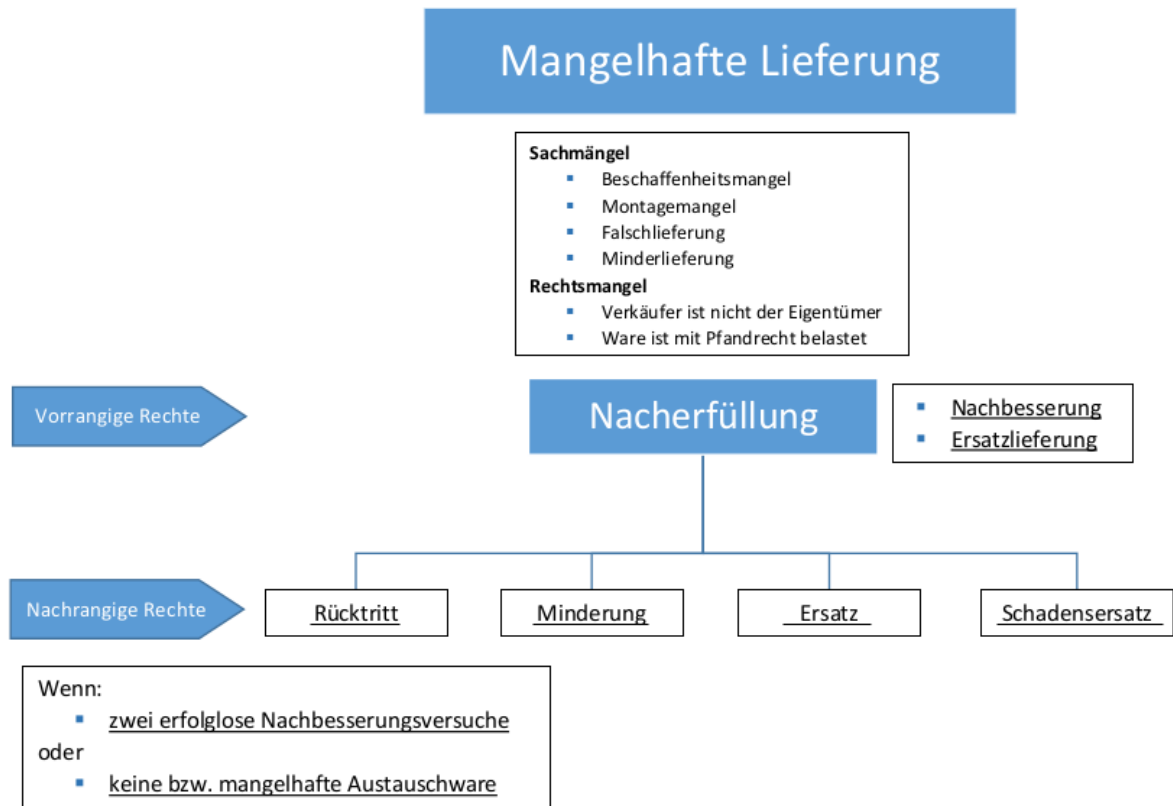 Mangelhafte Lieferung
Sachmängel
▪ Beschaffenheitsmangel
▪ Montagemangel
▪ Falschlieferung
▪ Minderlieferung
Rechtsmangel
▪ Verkäufer ist nicht der Eigentümer
▪ Ware ist mit Pfandrecht belastet
Vorrangige Rechte
Nacherfüllung
▪ Nachbesserung
▪ Ersatzlieferung
Nachrangige Rechte
Rücktritt
Minderung
Ersatz
Schadensersatz
Wenn:
▪ zwei erfolglose Nachbesserungsversuche
oder
▪ keine bzw. mangelhafte Austauschware